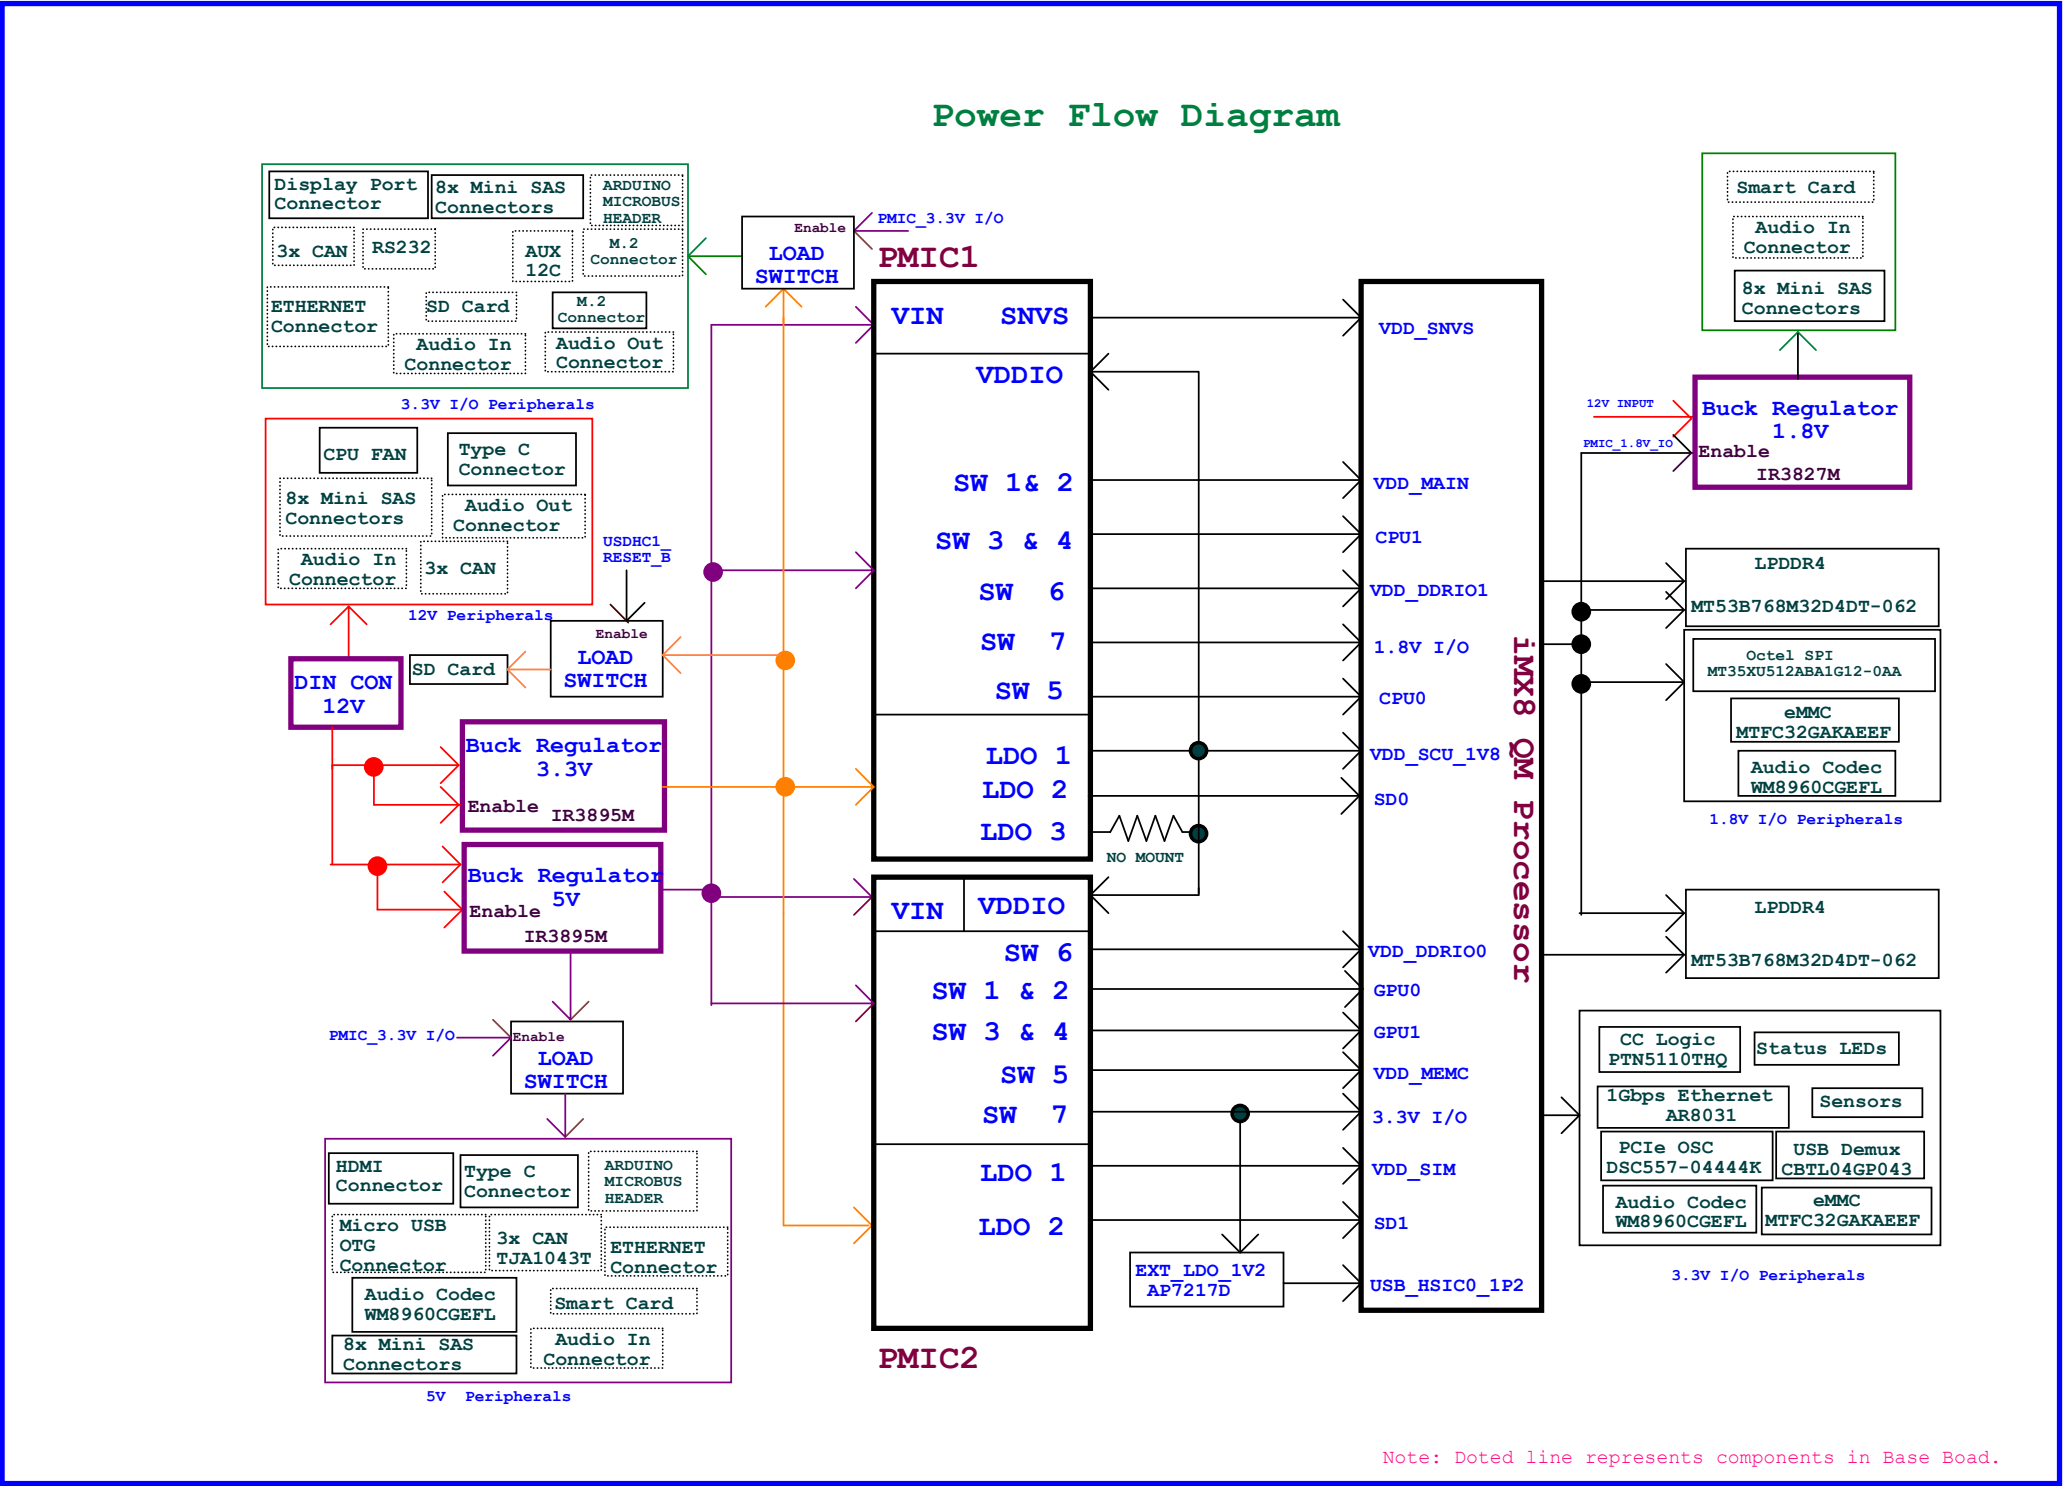 Power Flow Diagram
Display Port
Connector
8x Mini SAS
Connectors
ARDUINO
MICROBUS
HEADER
3x CAN
RS232
AUX
12C
M.2
Connector
ETHERNET
Connector
SD Card
M.2
Connector
Audio In
Connector
Audio Out
Connector
3.3V I/O Peripherals
Enable
LOAD
SWITCH
PMIC_3.3V I/O
CPU FAN
Type C
Connector
8x Mini SAS
Connectors
Audio Out
Connector
Audio In
Connector
3x CAN
12V Peripherals
USDHC1_
RESET_B
Enable
LOAD
SWITCH
SD Card
DIN CON
12V
Buck Regulator
3.3V
Enable
IR3895M
Buck Regulator
5V
Enable
IR3895M
PMIC_3.3V I/O
Enable
LOAD
SWITCH
HDMI
Connector
Type C
Connector
ARDUINO
MICROBUS
HEADER
Micro USB
OTG
Connector
3x CAN
TJA1043T
ETHERNET
Connector
Audio Codec
WM8960CGEFL
Smart Card
8x Mini SAS
Connectors
Audio In
Connector
5V  Peripherals
PMIC1
VIN
SNVS
VDDIO
SW 1& 2
SW 3 & 4
SW 6
SW 7
SW 5
LDO 1
LDO 2
LDO 3
NO MOUNT
VIN
VDDIO
SW 6
SW 1 & 2
SW 3 & 4
SW 5
SW 7
LDO 1
LDO 2
PMIC2
EXT_LDO_1V2
AP7217D
VDD_SNVS
VDD_MAIN
CPU1
VDD_DDRIO1
1.8V I/O
CPU0
VDD_SCU_1V8
SD0
VDD_DDRIO0
GPU0
GPU1
VDD_MEMC
3.3V I/O
VDD_SIM
SD1
USB_HSIC0_1P2
iMX8 QM Processor
Smart Card
Audio In
Connector
8x Mini SAS
Connectors
12V INPUT
PMIC_1.8V_IO
Buck Regulator
1.8V
Enable
IR3827M
LPDDR4
MT53B768M32D4DT-062
Octel SPI
MT35XU512ABA1G12-0AA
eMMC
MTFC32GAKAEEF
Audio Codec
WM8960CGEFL
1.8V I/O Peripherals
LPDDR4
MT53B768M32D4DT-062
CC Logic
PTN5110THQ
Status LEDs
1Gbps Ethernet
AR8031
Sensors
PCIe OSC
DSC557-04444K
USB Demux
CBTL04GP043
Audio Codec
WM8960CGEFL
eMMC
MTFC32GAKAEEF
3.3V I/O Peripherals
Note: Doted line represents components in Base Boad.